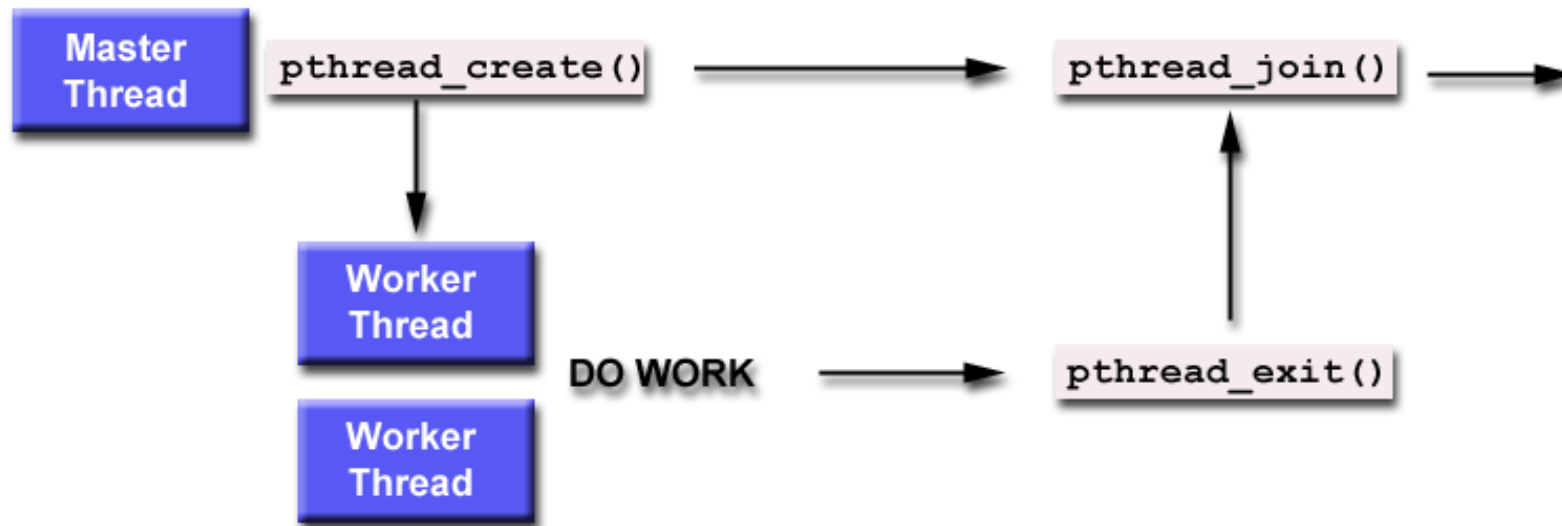 Master
Thread
pthread_create()
pthread_join()
Worker
Thread
DO WORK
pthread_exit()
Worker
Thread